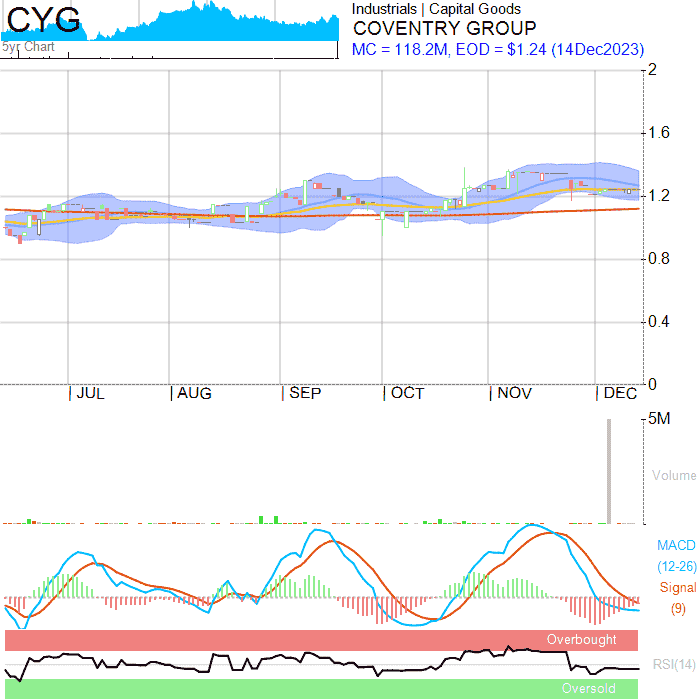 CYG
5yr Chart
Industrials | Capital Goods
COVENTRY GROUP
MC = 118.2M, EOD = $1.24 (14Dec2023)
2
1.6
1.2
0.8
0.4
0
JUL AUG SEP OCT NOV DEC
5M
Volume
MACD
(12-26)
Signal
(9)
Overbought
RSI(14)
Oversold